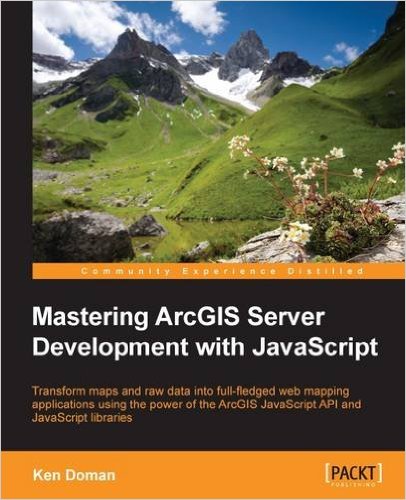 Community Experience Distilled
Mastering ArcGIS Server
Development with JavaScript
Transform maps and raw data into full-fledged web mapping
applications using the power of the ArcGIS JavaScript API and
JavaScript libraries
Ken Doman
[PACKT]
PUBLISHING